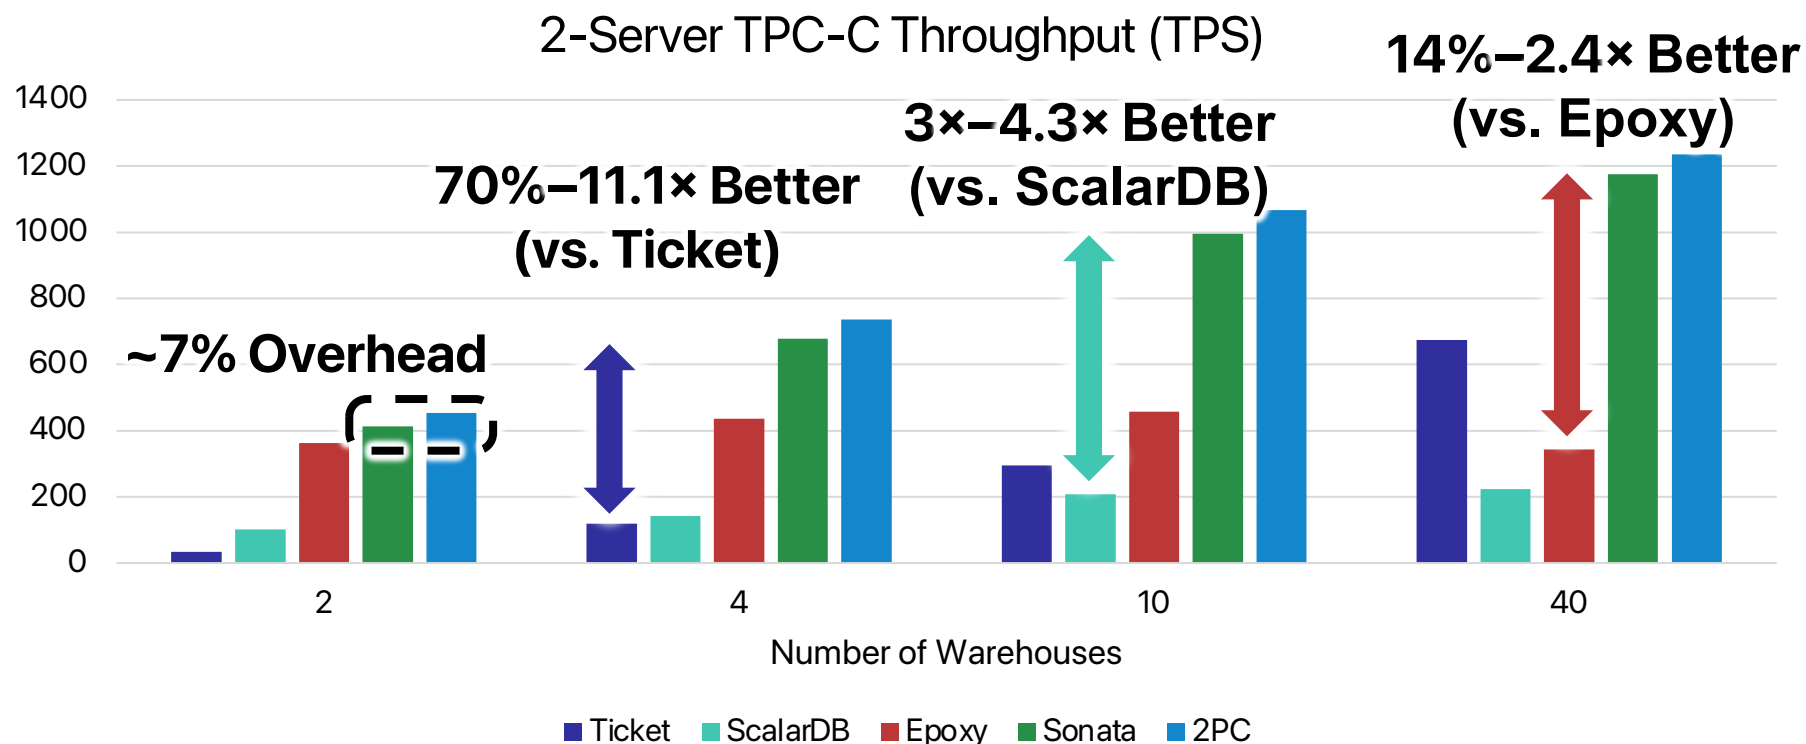 2-Server TPC-C Throughput (TPS)
14%–2.4× Better
(vs. Epoxy)
3×–4.3× Better
(vs. ScalarDB)
70%–11.1× Better
(vs. Ticket)
~7% Overhead
1400
1200
1000
800
600
400
200
0
2 4 10 40
Number of Warehouses
Ticket ScalarDB Epoxy Sonata 2PC